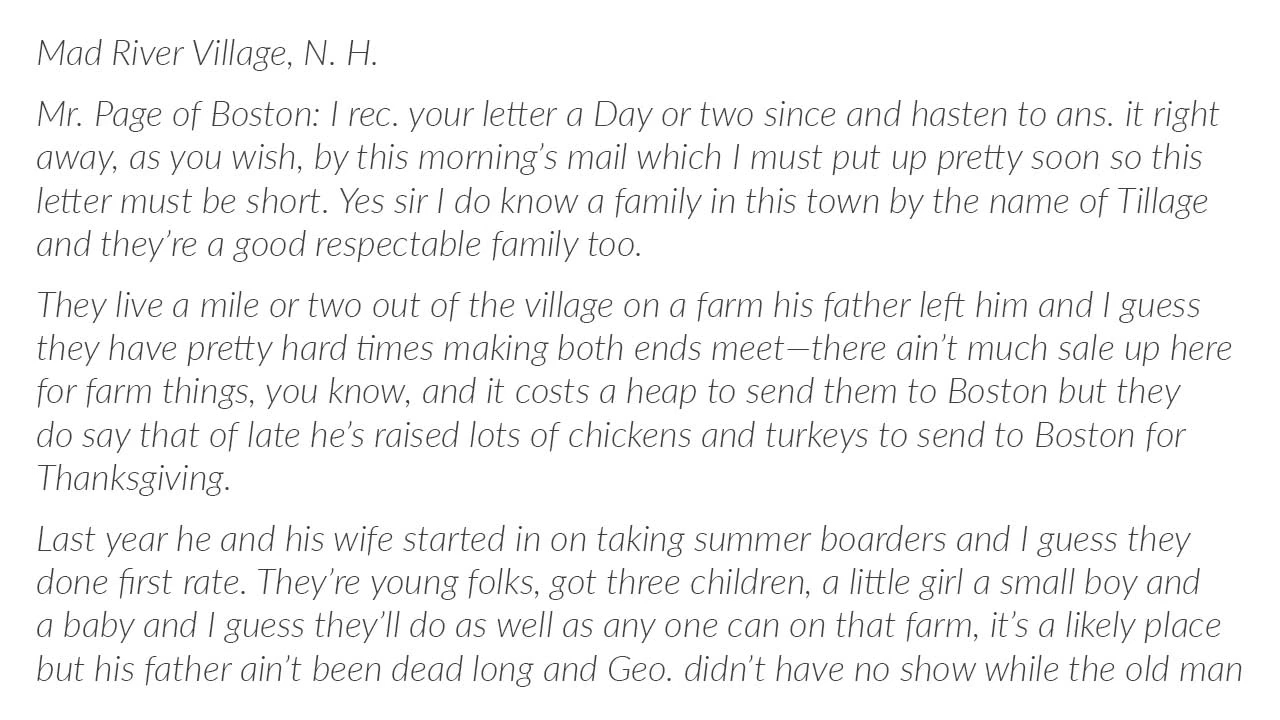 Mad River Village, N. H.
Mr. Page of Boston: I rec. your letter a Day or two since and hasten to ans. it right
away, as you wish, by this morning’s mail which I must put up pretty soon so this
letter must be short. Yes sir I do know a family in this town by the name of Tillage
and they’re a good respectable family too.
They live a mile or two out of the village on a farm his father left him and I guess
they have pretty hard times making both ends meet—there ain’t much sale up here
for farm things, you know, and it costs a heap to send them to Boston but they
do say that of late he’s raised lots of chickens and turkeys to send to Boston for
Thanksgiving.
Last year he and his wife started in on taking summer boarders and I guess they
done first rate. They’re young folks, got three children, a little girl a small boy and
a baby and I guess they’ll do as well as any one can on that farm, it’s a likely place
but his father ain’t been dead long and Geo. didn’t have no show while the old man